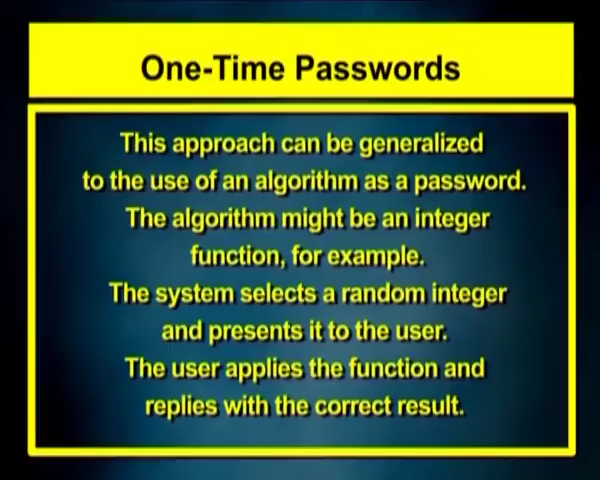 One-Time Passwords
This approach can be generalized
to the use of an algorithm as a password.
The algorithm might be an integer
function, for example.
The system selects a random integer
and presents it to the user.
The user applies the function and
replies with the correct result.